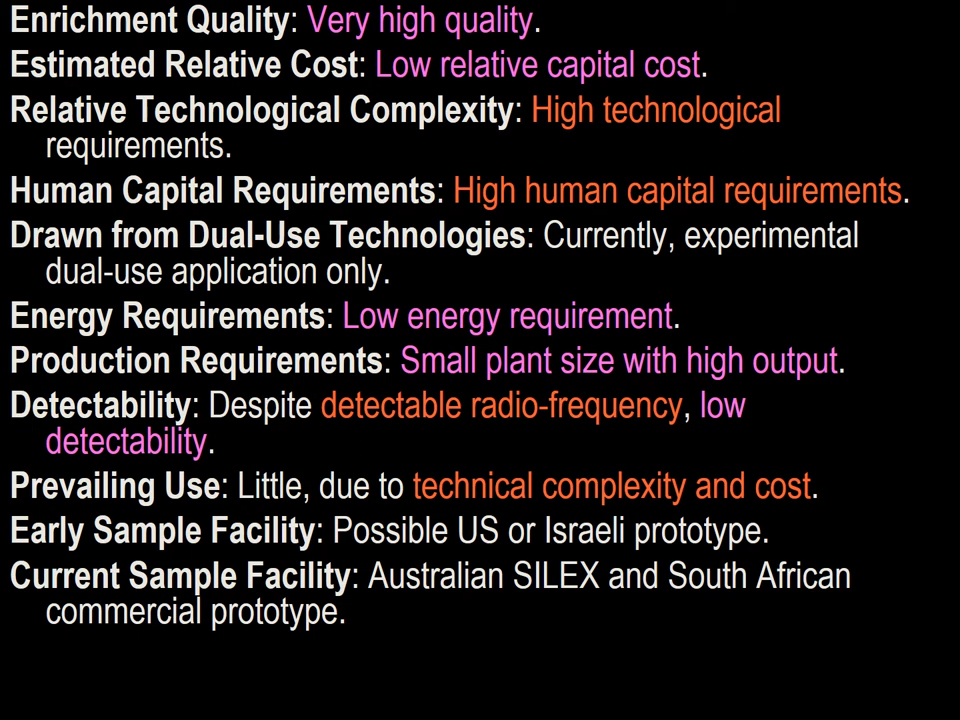 Enrichment Quality: Very high quality.
Estimated Relative Cost: Low relative capital cost.
Relative Technological Complexity: High technological
requirements.
Human Capital Requirements: High human capital requirements.
Drawn from Dual-Use Technologies: Currently, experimental
dual-use application only.
Energy Requirements: Low energy requirement.
Production Requirements: Small plant size with high output.
Detectability: Despite detectable radio-frequency, low
detectability.
Prevailing Use: Little, due to technical complexity and cost.
Early Sample Facility: Possible US or Israeli prototype.
Current Sample Facility: Australian SILEX and South African
commercial prototype.